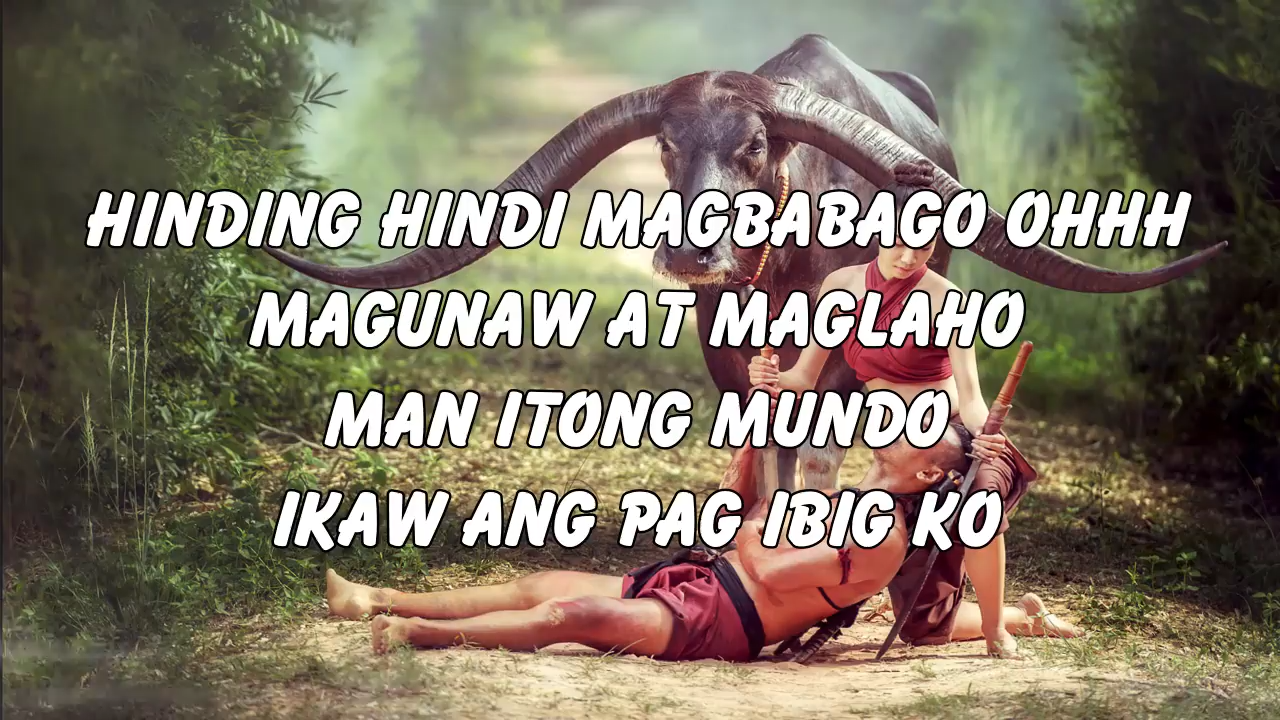 HINDING HINDI MAGBABAGO OHHH
MAGUNAW AT MAGLAHO
MAN ITONG MUNDO
IKAW ANG PAG IBIG KO